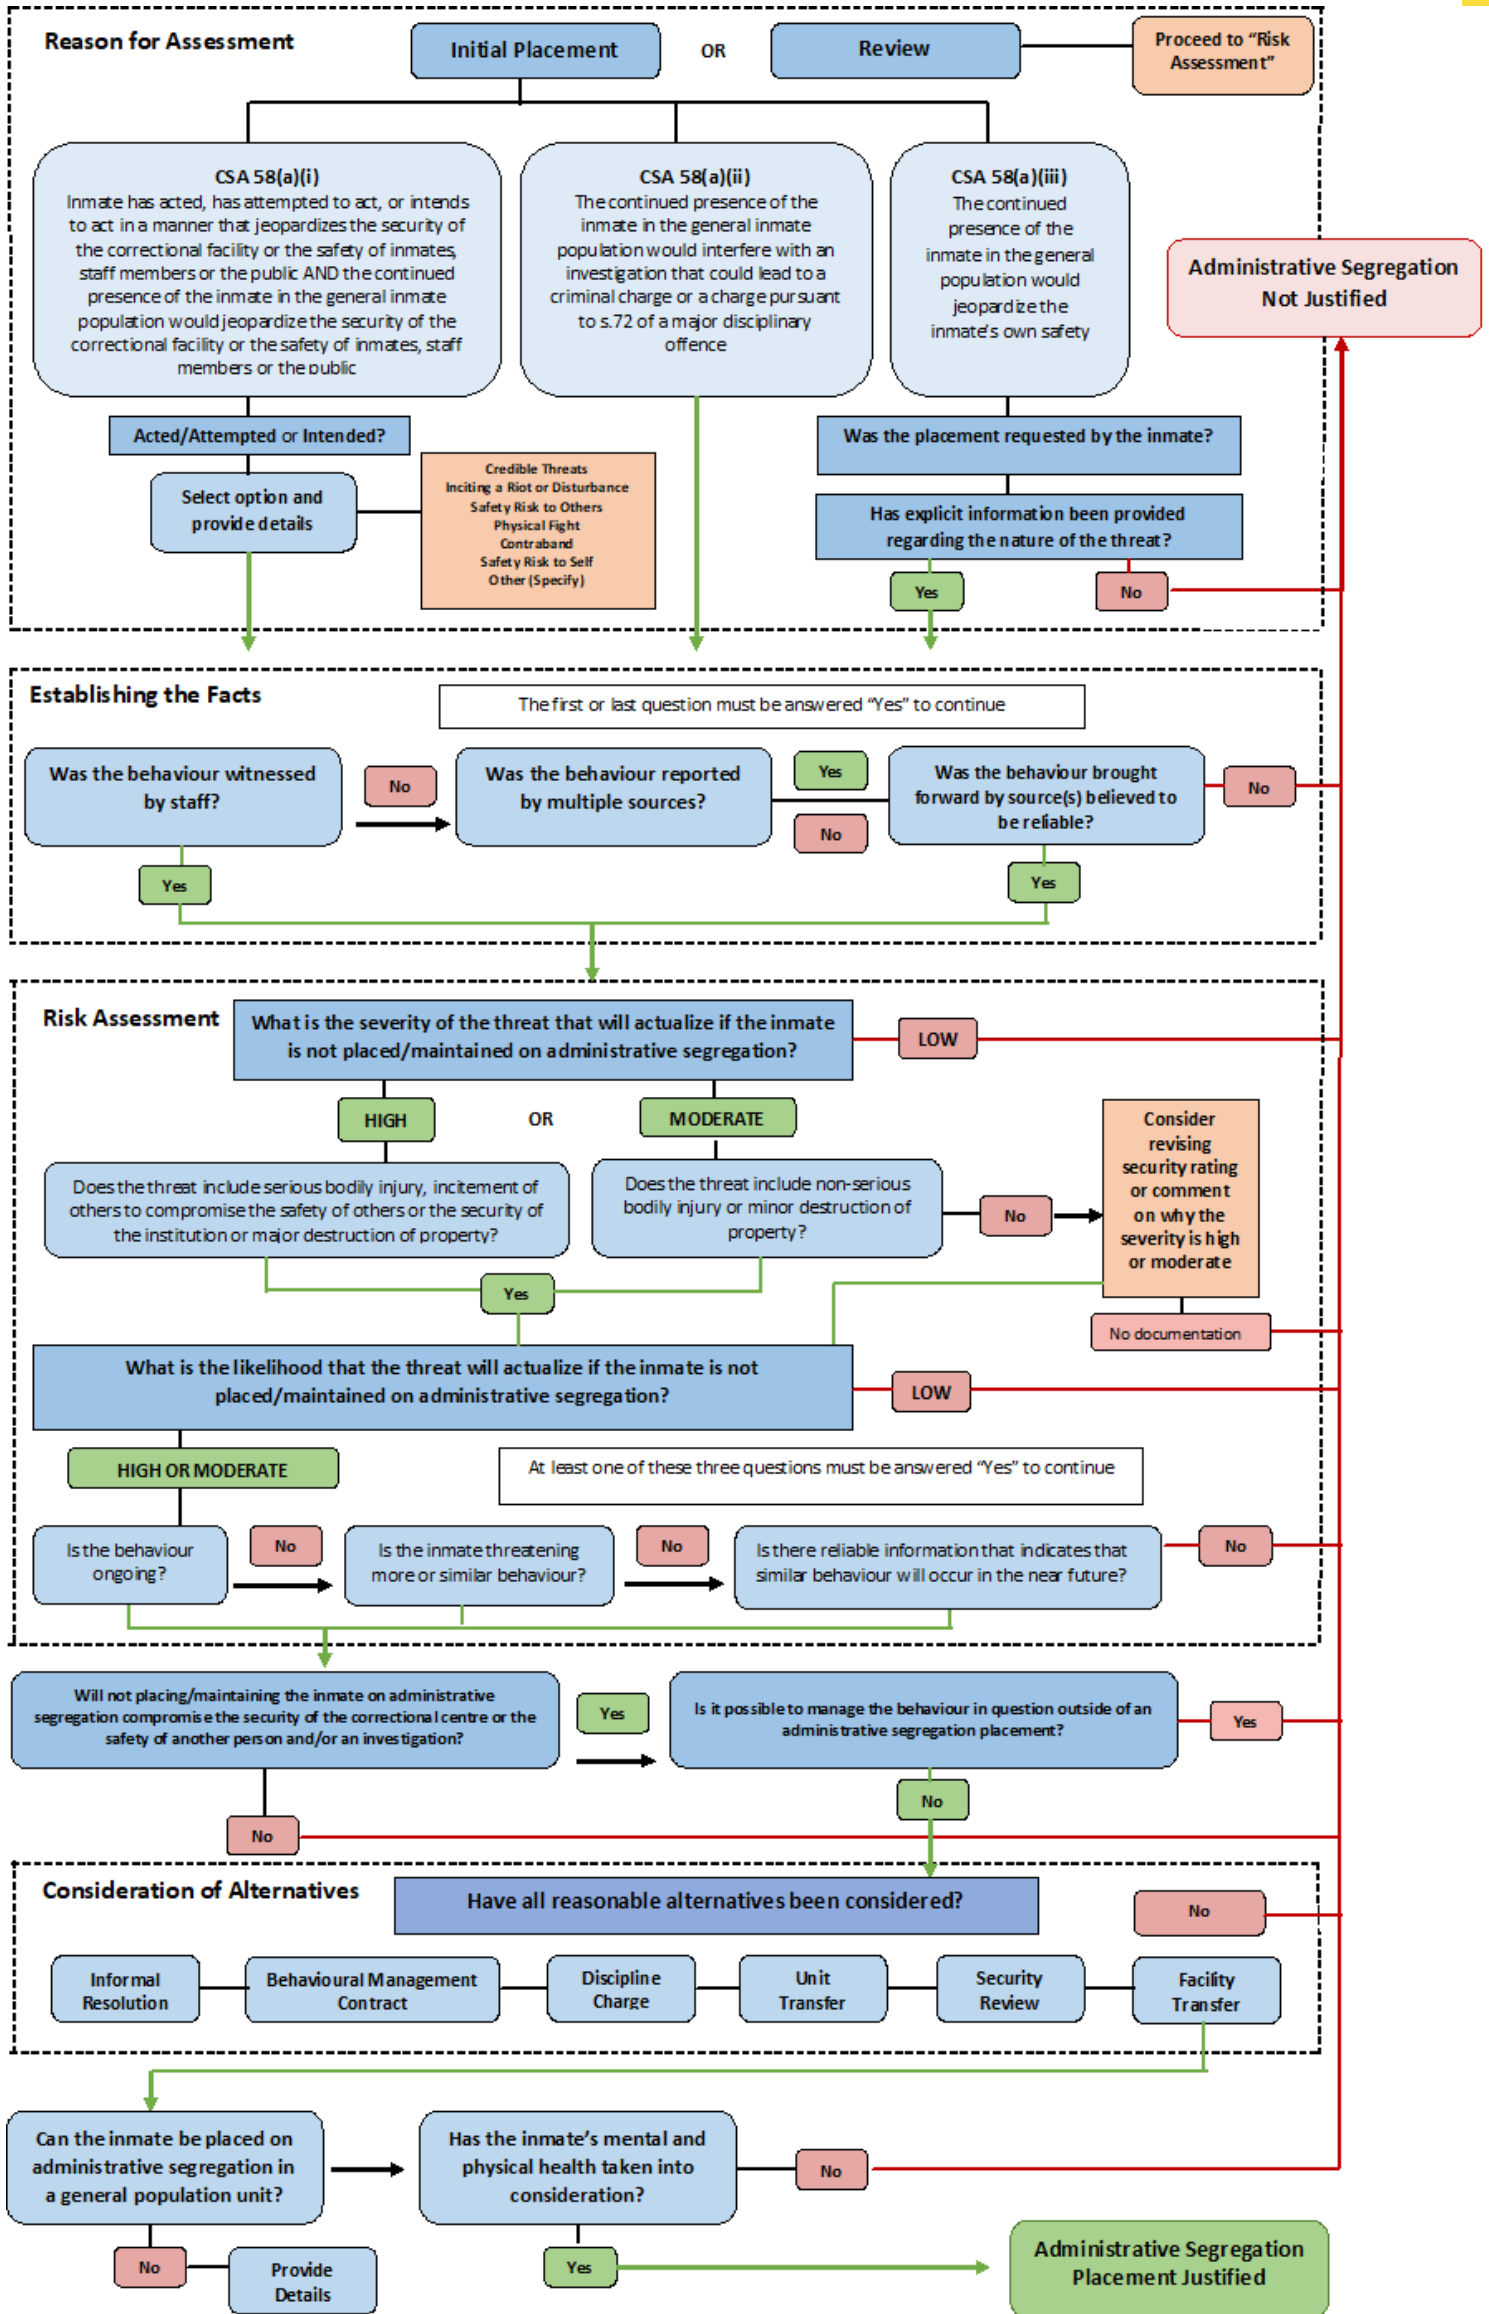 Reason for Assessment
Initial Placement
OR
Review
Proceed to “Risk
Assessment”
CSA 58(a)(i)
Inmate has acted, has attempted to act, or intends
to act in a manner that jeopardizes the security of
the correctional facility or the safety of inmates,
staff members or the public AND the continued
presence of the inmate in the general inmate
population would jeopardize the security of the
correctional facility or the safety of inmates, staff
members or the public
CSA 58(a)(ii)
The continued presence of the
inmate in the general inmate
population would interfere with an
investigation that could lead to a
criminal charge or a charge pursuant
to s.72 of a major disciplinary
offence
CSA 58(a)(iii)
The continued
presence of the
inmate in the general
population would
jeopardize the
inmate's own safety
Administrative Segregation
Not Justified
Acted/Attempted or Intended?
Select option and
provide details
Credible Threats
Inciting a Riot or Disturbance
Safety Risk to Others
Physical Fight
Contraband
Safety Risk to Self
Other (Specify)
Was the placement requested by the inmate?
Has explicit information been provided
regarding the nature of the threat?
Yes
No
Establishing the Facts
The first or last question must be answered “Yes” to continue
Was the behaviour witnessed
by staff?
No
Was the behaviour reported
by multiple sources?
Yes
No
Was the behaviour brought
forward by source(s) believed to
be reliable?
No
Yes
Yes
Risk Assessment
What is the severity of the threat that will actualize if the inmate
is not placed/maintained on administrative segregation?
LOW
HIGH
OR
MODERATE
Does the threat include serious bodily injury, incitement of
others to compromise the safety of others or the security of
the institution or major destruction of property?
Does the threat include non-serious
bodily injury or minor destruction of
property?
No
Consider
revising
security rating
or comment
on why the
severity is high
or moderate
Yes
No documentation
What is the likelihood that the threat will actualize if the inmate is not
placed/maintained on administrative segregation?
LOW
HIGH OR MODERATE
At least one of these three questions must be answered “Yes” to continue
Is the behaviour
ongoing?
No
Is the inmate threatening
more or similar behaviour?
No
Is there reliable information that indicates that
similar behaviour will occur in the near future?
No
Will not placing/maintaining the inmate on administrative
segregation compromise the security of the correctional centre or the
safety of another person and/or an investigation?
Yes
Is it possible to manage the behaviour in question outside of an
administrative segregation placement?
Yes
No
No
Consideration of Alternatives
Have all reasonable alternatives been considered?
No
Informal
Resolution
Behavioural Management
Contract
Discipline
Charge
Unit
Transfer
Security
Review
Facility
Transfer
Can the inmate be placed on
administrative segregation in
a general population unit?
Has the inmate's mental and
physical health taken into
consideration?
No
No
Provide
Details
Yes
Administrative Segregation
Placement Justified